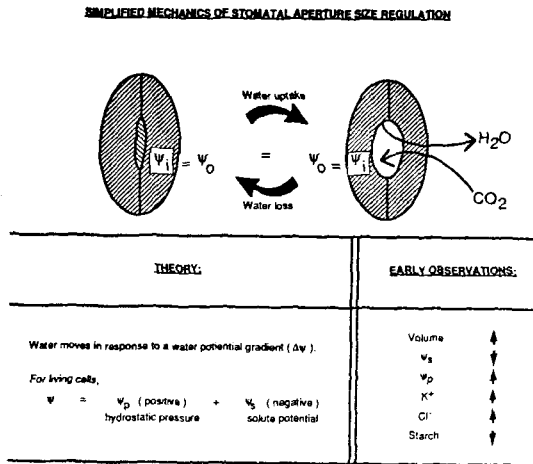 SIMPLIFIED MECHANICS OF STOMATAL APERTURE SIZE REGULATION
Water uptake
Ψi = Ψo = Ψo = Ψi
Water loss
H2O
CO2
THEORY:
Water moves in response to a water potential gradient (Δψ).
For living cells,
Ψ = Ψp (positive) + Ψs (negative)
hydrostatic pressure solute potential
EARLY OBSERVATIONS:
Volume ↑
Ψs ↓
Ψp ↑
K+ ↑
Cl- ↑
Starch ↓